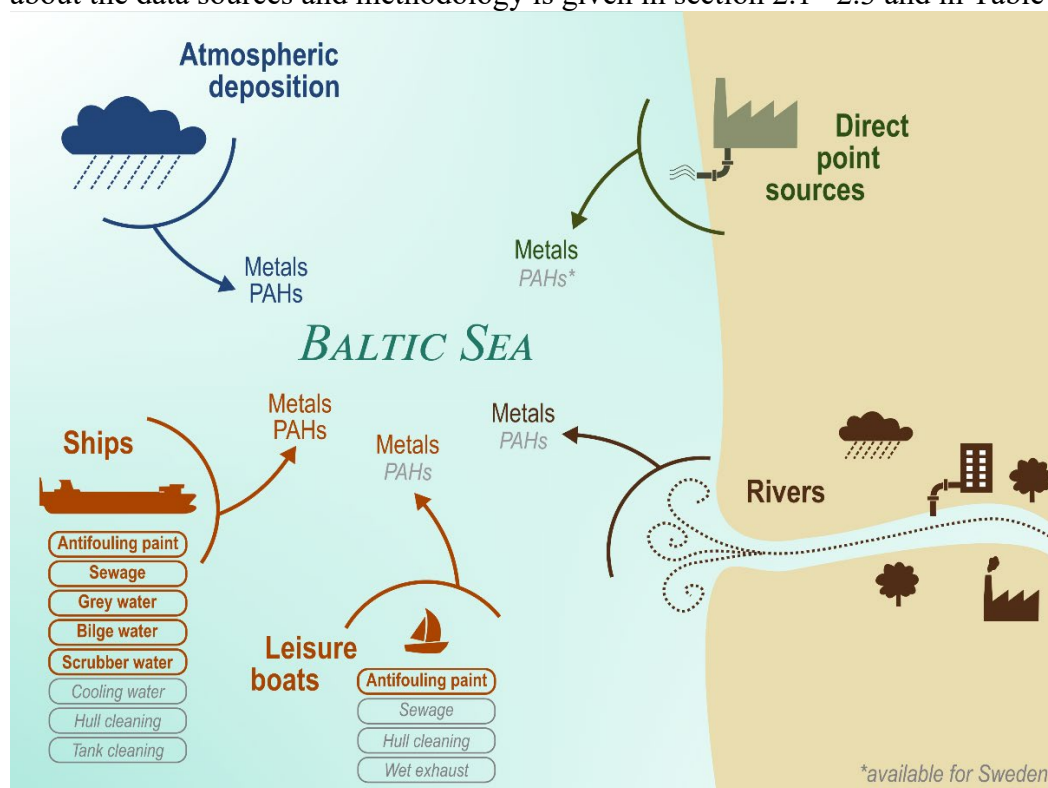 about the data sources and methodology is given in section 2.1 - 2.3 and in Table
Atmospheric
deposition
Metals
PAHs
Direct
point
sources
Metals
PAHs*
BALTIC SEA
Ships
Metals
PAHs
Antifouling paint
Sewage
Grey water
Bilge water
Scrubber water
Cooling water
Hull cleaning
Tank cleaning
Metals
PAHs
Leisure
boats
Antifouling paint
Sewage
Hull cleaning
Wet exhaust
Metals
PAHs
Rivers
*available for Sweden